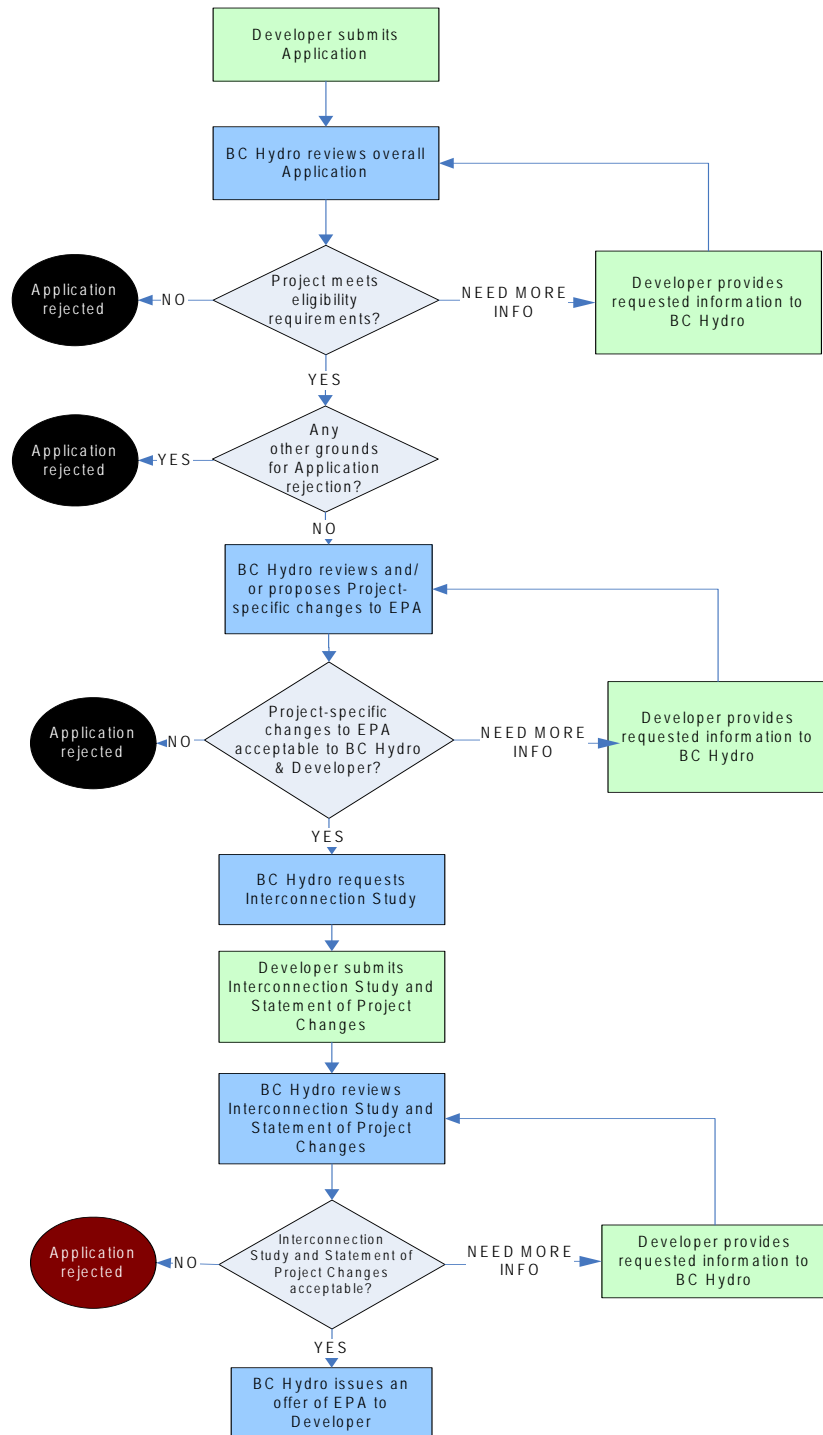 Developer submits
Application
BC Hydro reviews overall
Application
Application
rejected
NO
Project meets
eligibility
requirements?
NEED MORE
INFO
Developer provides
requested information to
BC Hydro
YES
Application
rejected
YES
Any
other grounds
for Application
rejection?
NO
BC Hydro reviews and/
or proposes Project-
specific changes to EPA
Application
rejected
NO
Project-specific
changes to EPA
acceptable to BC Hydro
& Developer?
NEED MORE
INFO
Developer provides
requested information to
BC Hydro
YES
BC Hydro requests
Interconnection Study
Developer submits
Interconnection Study and
Statement of Project
Changes
BC Hydro reviews
Interconnection Study and
Statement of Project
Changes
Application
rejected
NO
Interconnection
Study and Statement of
Project Changes
acceptable?
NEED MORE
INFO
Developer provides
requested information to
BC Hydro
YES
BC Hydro issues an
offer of EPA to
Developer